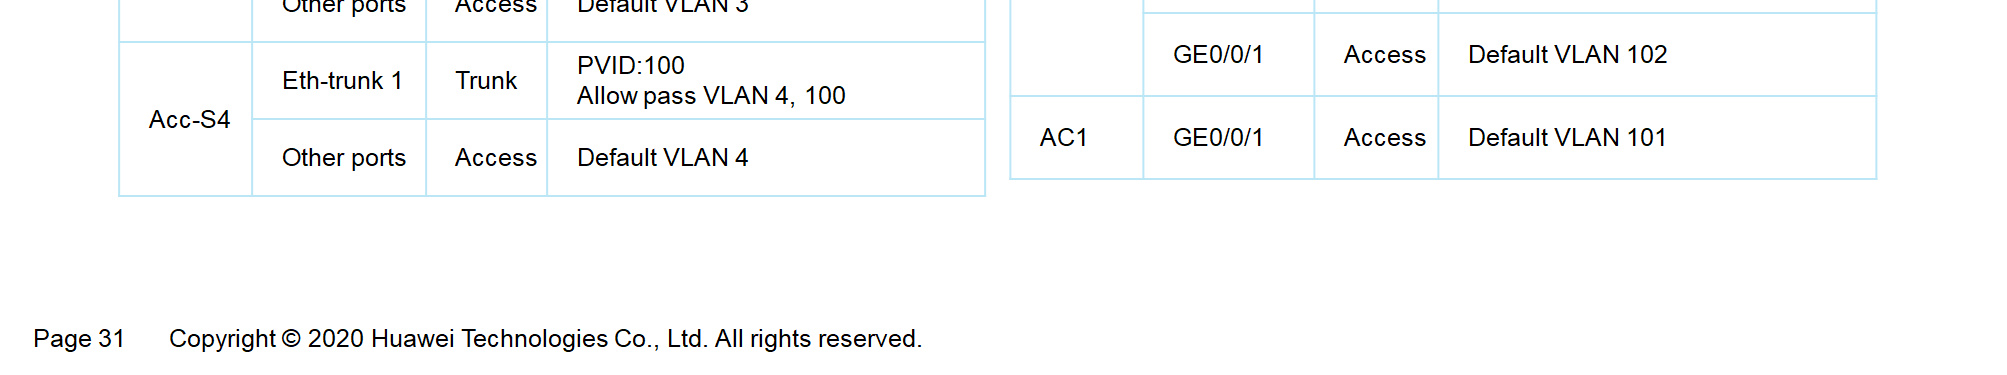 Other ports Access Default VLAN 3
Acc-S4
Eth-trunk 1 Trunk PVID:100
Allow pass VLAN 4, 100
Other ports Access Default VLAN 4
GE0/0/1 Access Default VLAN 102
AC1 GE0/0/1 Access Default VLAN 101
Page 31 Copyright © 2020 Huawei Technologies Co., Ltd. All rights reserved.